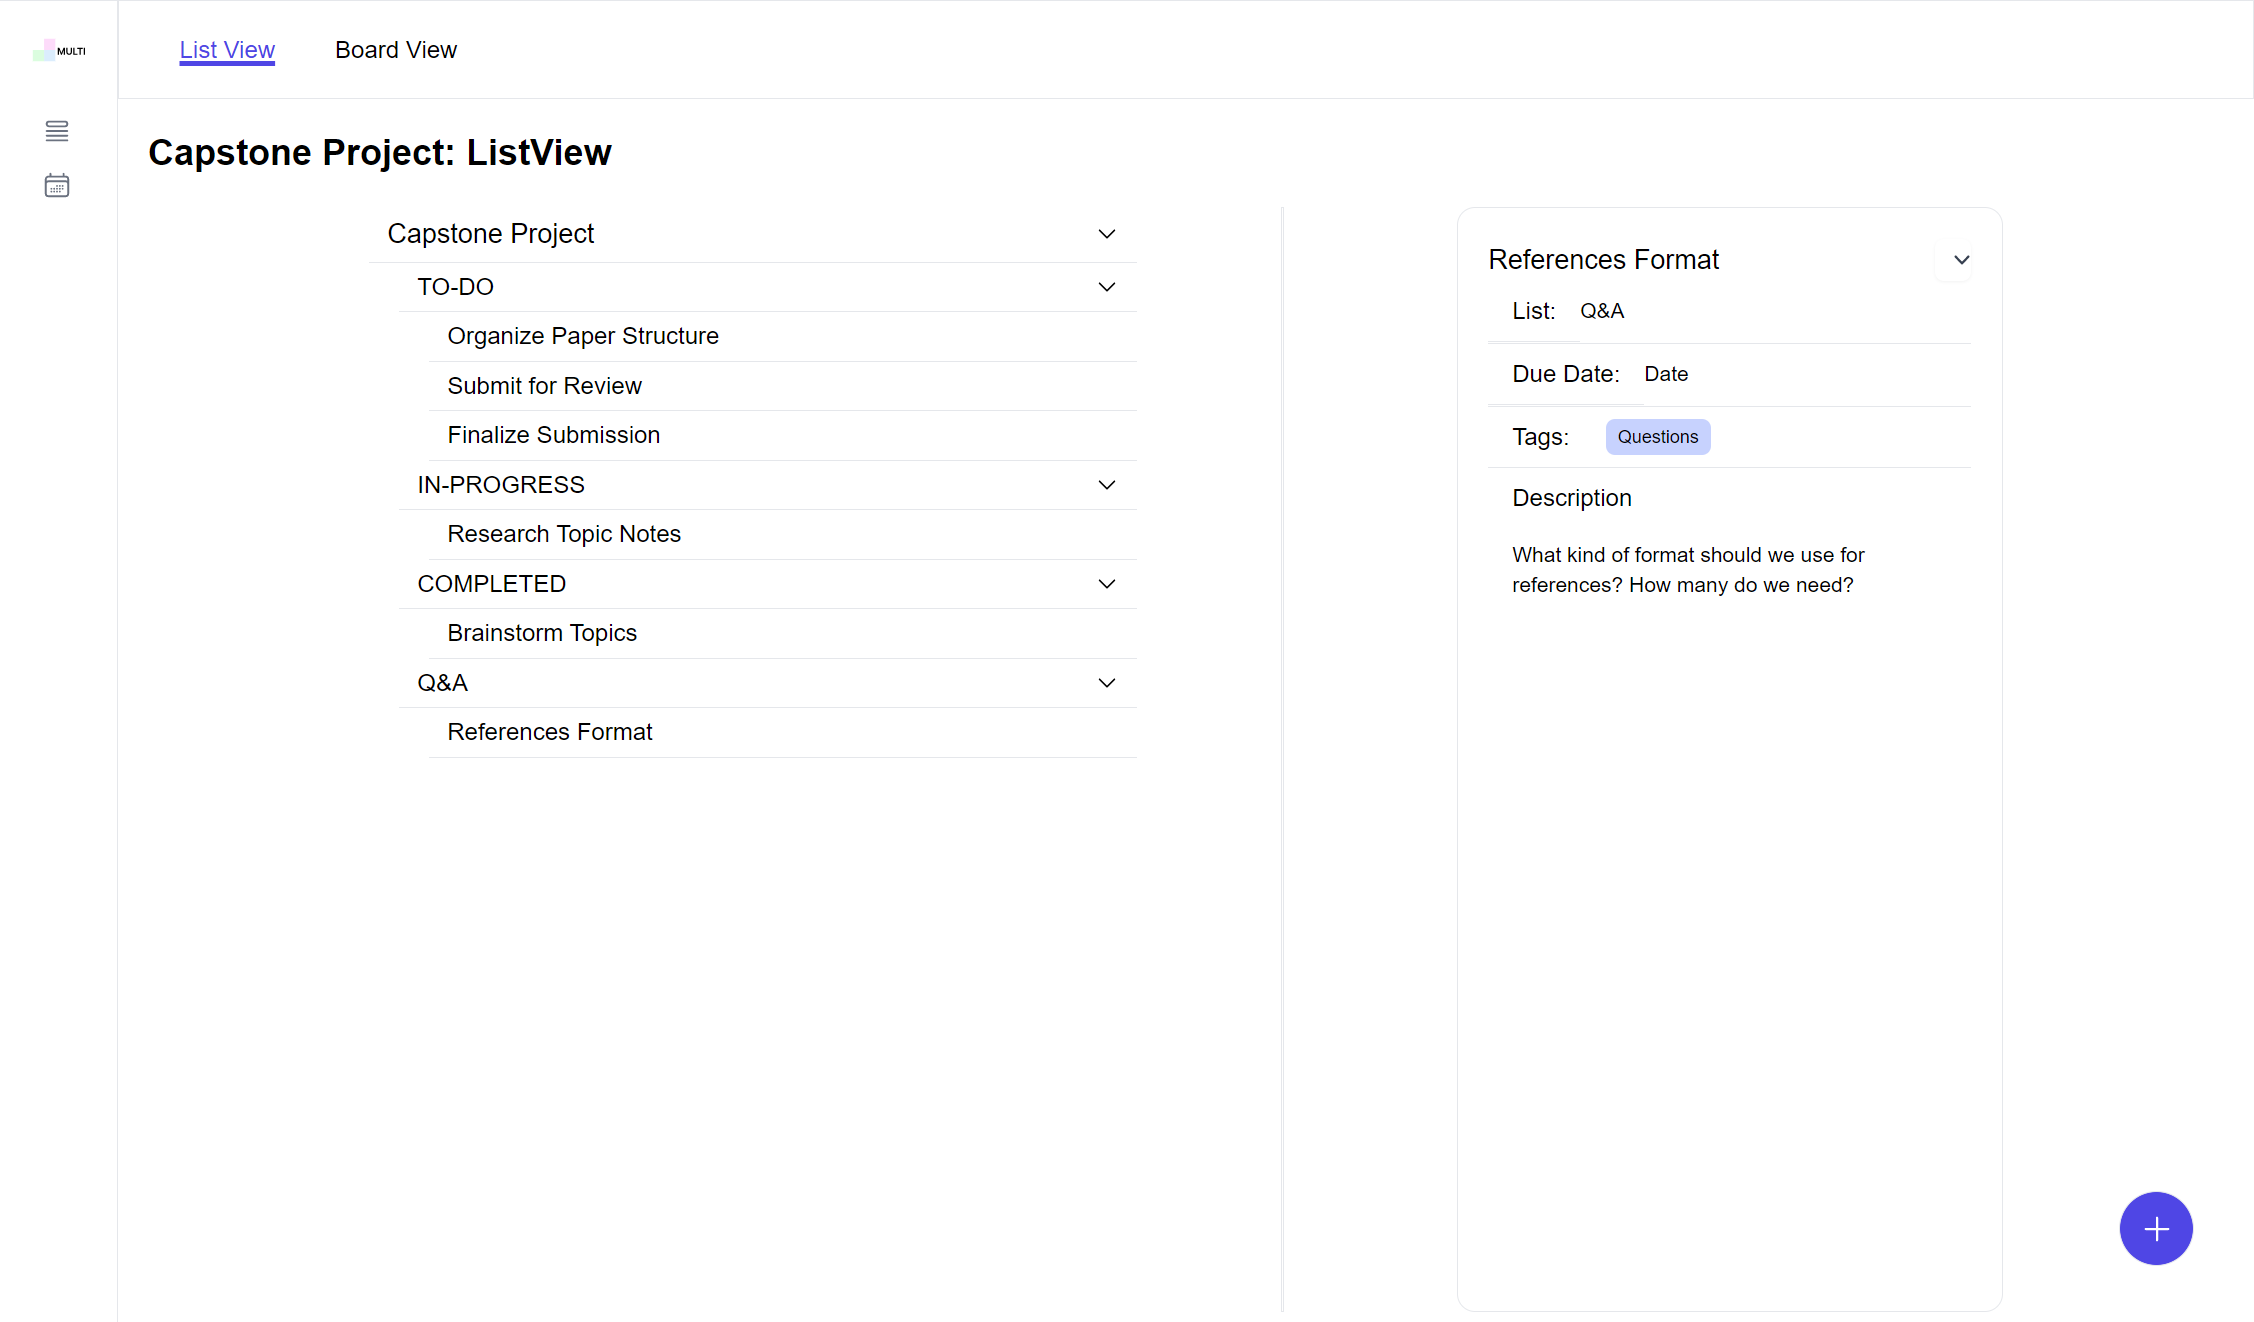 MULTI
List View
Board View
Capstone Project: ListView
Capstone Project
TO-DO
Organize Paper Structure
Submit for Review
Finalize Submission
IN-PROGRESS
Research Topic Notes
COMPLETED
Brainstorm Topics
Q&A
References Format
References Format
List: Q&A
Due Date: Date
Tags: Questions
Description
What kind of format should we use for
references? How many do we need?